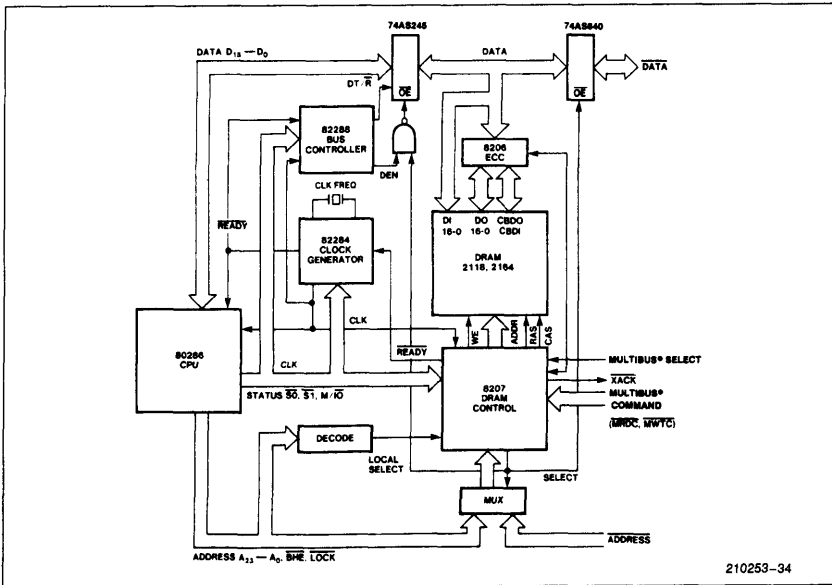 74AS245
74AS640
DATA D15—D0
DATA
DATA
DT/R
OE
OE
82288
BUS
CONTROLLER
8206
ECC
DEN
CLK FREQ
READY
82284
CLOCK
GENERATOR
DI
16-0
DO
16-0
CBDO
CBDI
DRAM
2118, 2164
CLK
WE
ADDR
RAS
CAS
READY
80286
CPU
CLK
8207
DRAM
CONTROL
MULTIBUS® SELECT
XACK
MULTIBUS®
COMMAND
(MRDC, MWTC)
STATUS S0, S1, M/IO
DECODE
LOCAL
SELECT
SELECT
MUX
ADDRESS A23—A0, BHE, LOCK
ADDRESS
210253-34